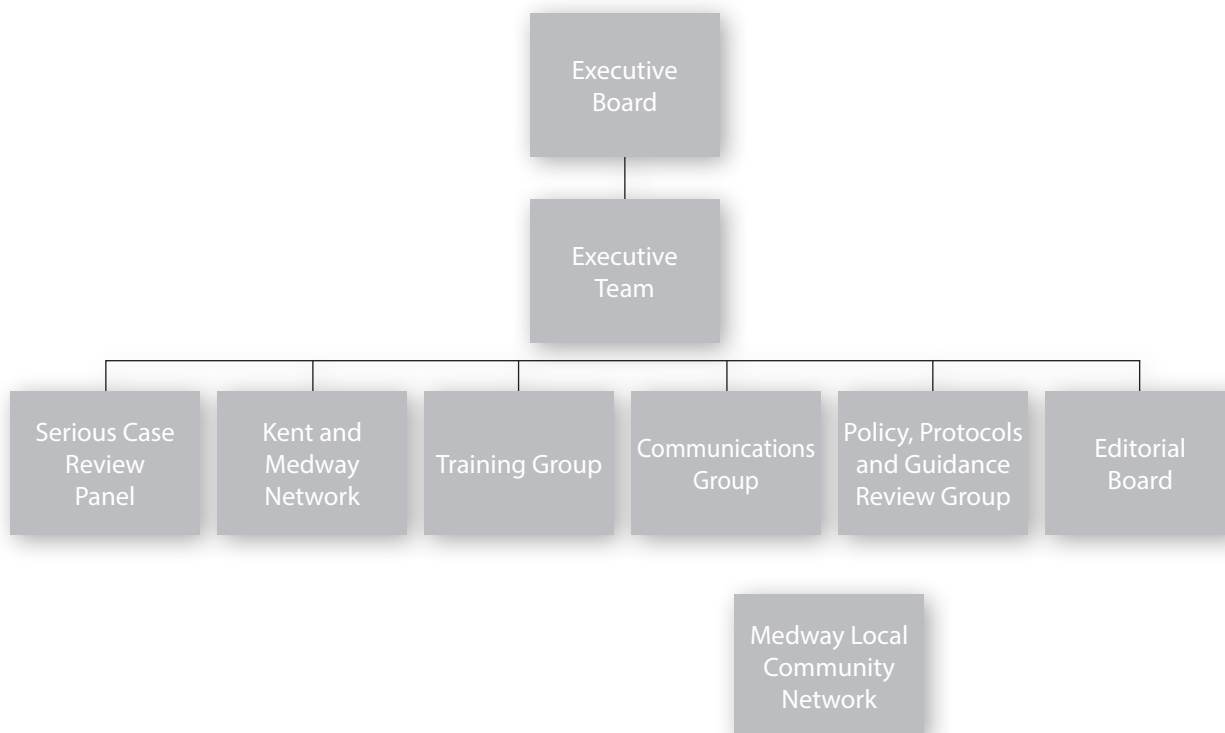 Executive
Board
Executive
Team
Serious Case
Review
Panel
Kent and
Medway
Network
Training Group
Communications
Group
Policy, Protocols
and Guidance
Review Group
Editorial
Board
Medway Local
Community
Network